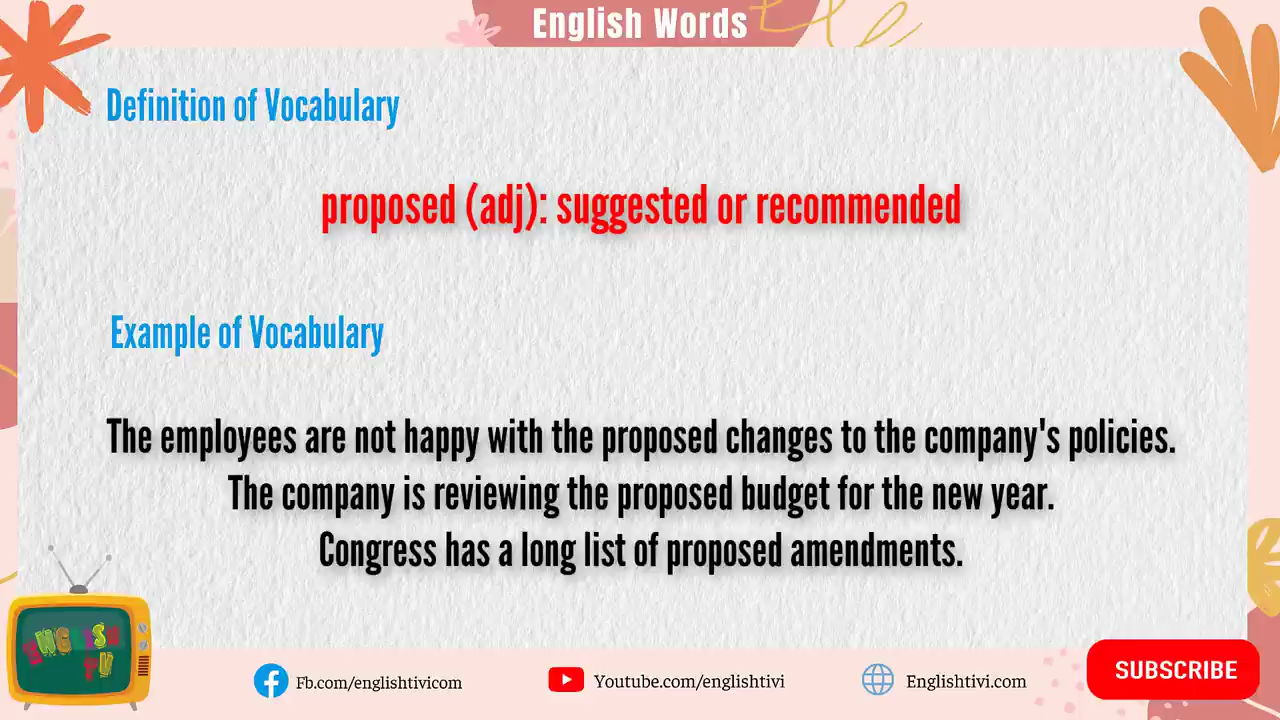 English Words
Definition of Vocabulary
proposed (adj): suggested or recommended
Example of Vocabulary
The employees are not happy with the proposed changes to the company's policies.
The company is reviewing the proposed budget for the new year.
Congress has a long list of proposed amendments.
ENGLISH
TV
Fb.com/englishtivicom
Youtube.com/englishtivi
Englishtivi.com
SUBSCRIBE